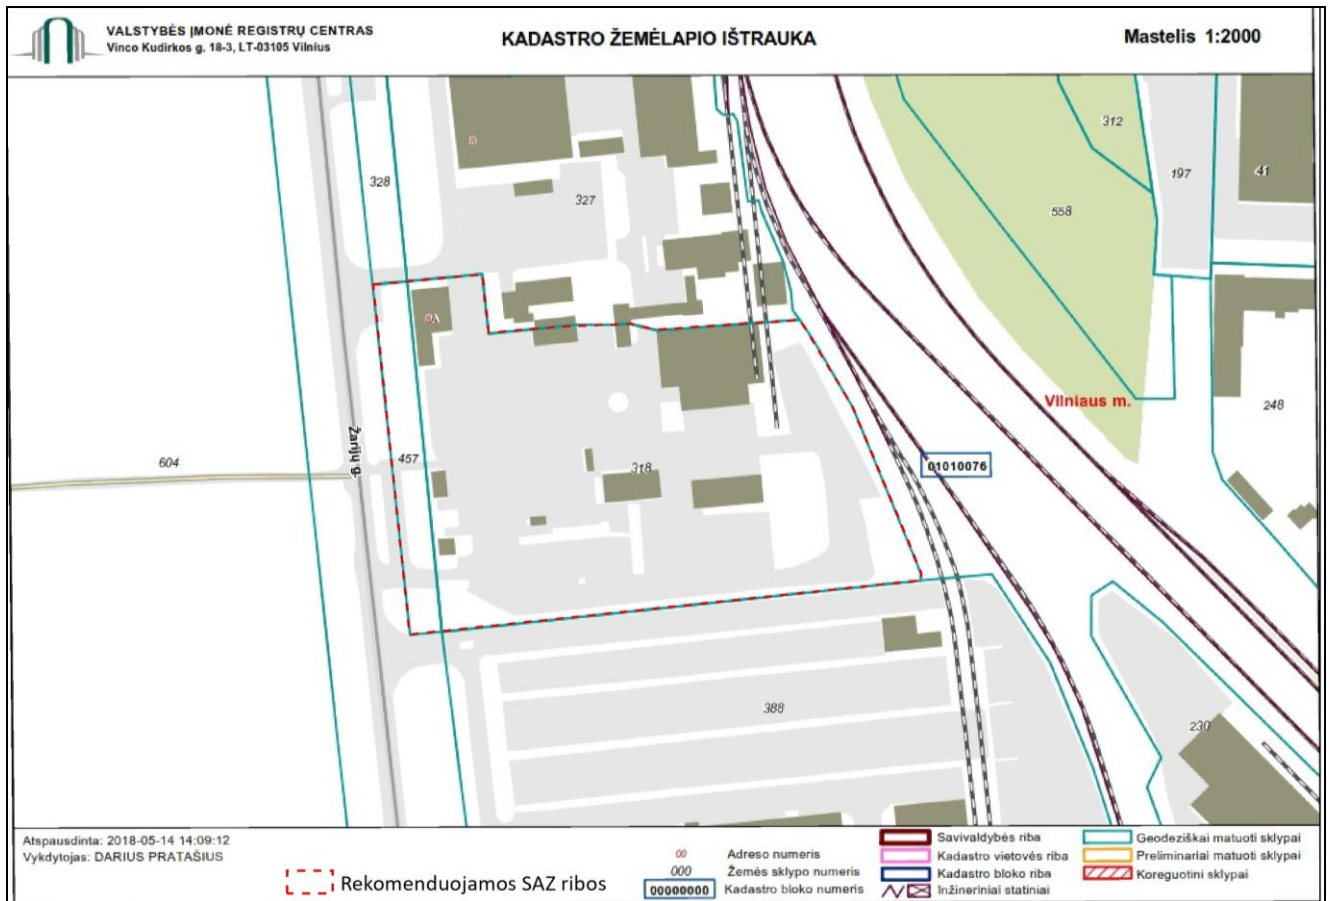 VALSTYBĖS ĮMONĖ REGISTRŲ CENTRAS
Vinco Kudirkos g. 18-3, LT-03105 Vilnius
KADASTRO ŽEMĖLAPIO IŠTRAUKA
Mastelis 1:2000
8
328
327
312
197
41
558
8A
Vilniaus m.
248
Žarijų g.
457
604
318
01010076
388
230
Atspausdinta: 2018-05-14 14:09:12
Vykdytojas: DARIUS PRATAŠIUS
Rekomenduojamos SAZ ribos
00 Adreso numeris
000 Žemės sklypo numeris
00000000 Kadastro bloko numeris
Savivaldybės riba
Kadastro vietovės riba
Kadastro bloko riba
Inžineriniai statiniai
Geodeziškai matuoti sklypai
Preliminariai matuoti sklypai
Koreguotini sklypai